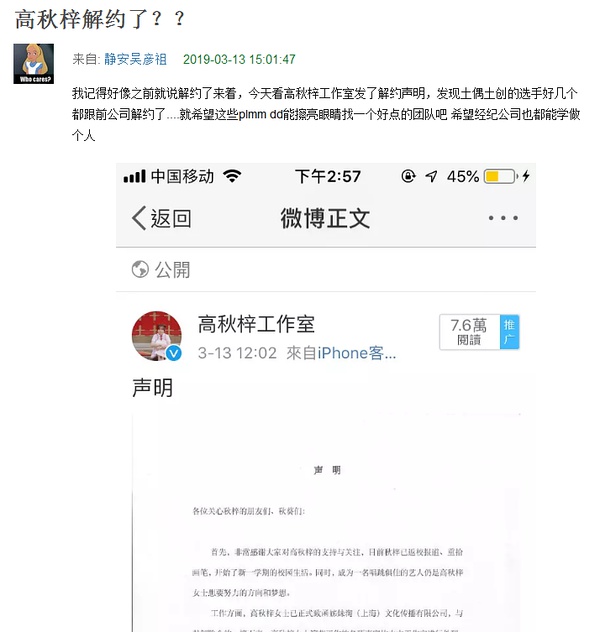 高秋梓解约了？？
Who cares?
来自: 静安吴彦祖 2019-03-13 15:01:47
我记得好像之前就说解约了来着，今天看高秋梓工作室发了解约声明，发现土偶土创的选手好几个
都跟前公司解约了....就希望这些plmm dd能擦亮眼睛找一个好点的团队吧 希望经纪公司也都能学做
个人
中国移动 下午2:57 45%
返回 微博正文
公開
高秋梓工作室
3-13 12:02 來自iPhone客...
7.6萬
閱讀
推
广
声明
声 明
各位关心秋梓的朋友们、秋葵们：
首先，非常感谢大家对高秋梓的支持与关注，目前秋梓已返校报道、重拾
画笔，开始了新一学期的校园生活。同时，成为一名唱跳俱佳的艺人仍是高秋梓
女士想要努力的方向和梦想。
工作方面，高秋梓女士已正式致函
（上海）文化传播有限公司，与